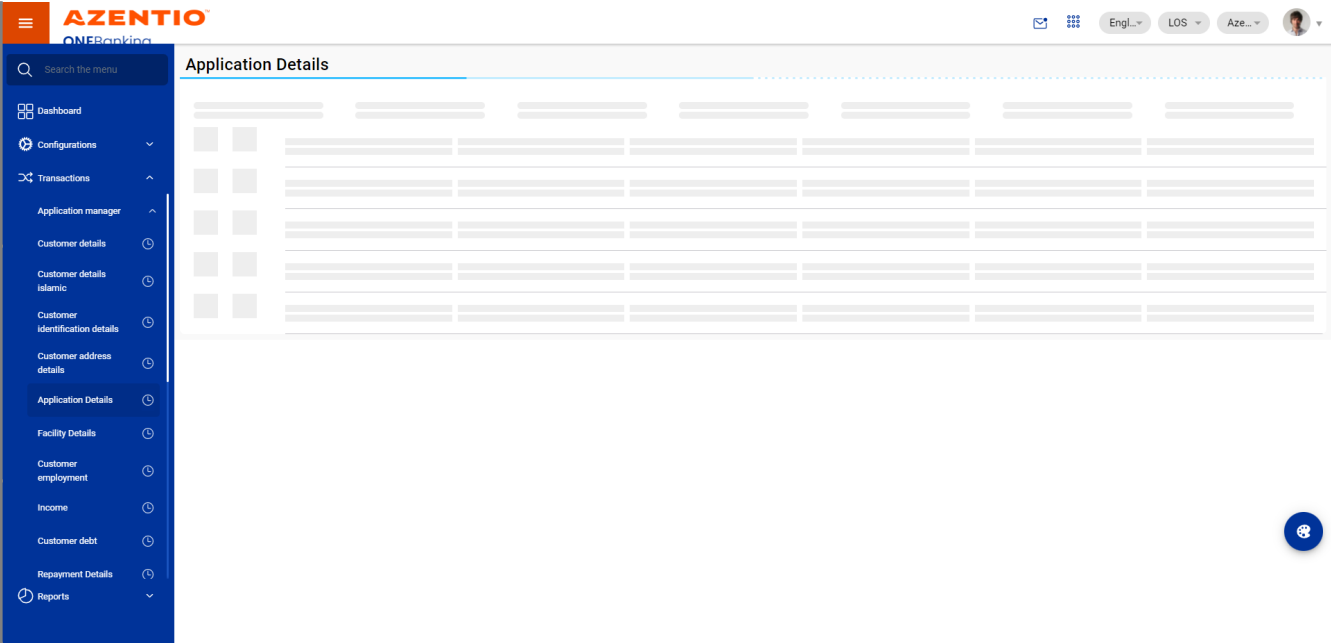 AZENTIO™
ONEBanking
Engl...
LOS
Aze...
Search the menu
Application Details
Dashboard
Configurations
Transactions
Application manager
Customer details
Customer details
islamic
Customer
identification details
Customer address
details
Application Details
Facility Details
Customer
employment
Income
Customer debt
Repayment Details
Reports